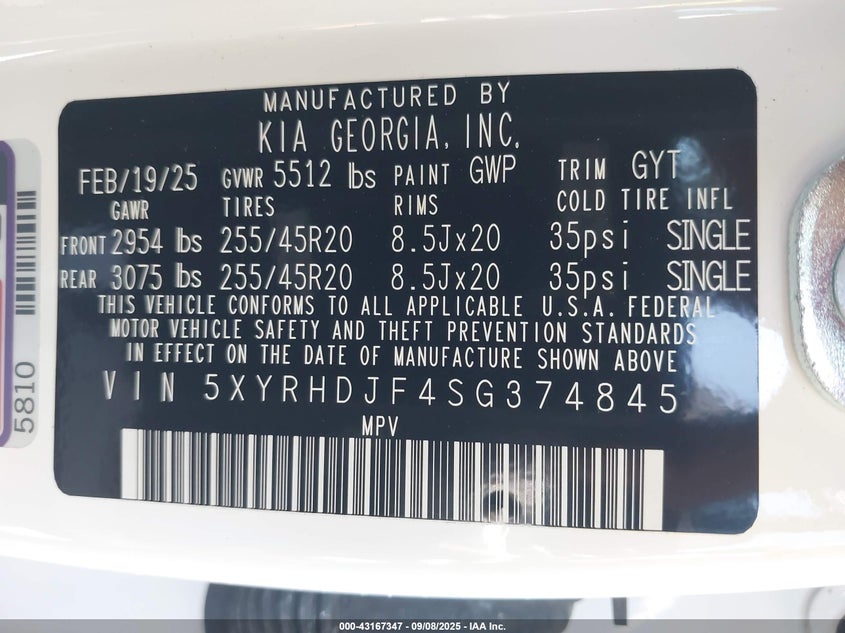 MANUFACTURED BY
KIA GEORGIA, INC.
FEB/19/25 GVWR 5512 lbs PAINT GWP TRIM GYT
GAWR TIRES RIMS COLD TIRE INFL
FRONT 2954 lbs 255/45R20 8.5Jx20 35psi SINGLE
REAR 3075 lbs 255/45R20 8.5Jx20 35psi SINGLE
THIS VEHICLE CONFORMS TO ALL APPLICABLE U.S.A. FEDERAL
MOTOR VEHICLE SAFETY AND THEFT PREVENTION STANDARDS
IN EFFECT ON THE DATE OF MANUFACTURE SHOWN ABOVE
VIN 5XYRHDJF4SG374845
MPV
5810
000-43167347 - 09/08/2025 - IAA Inc.